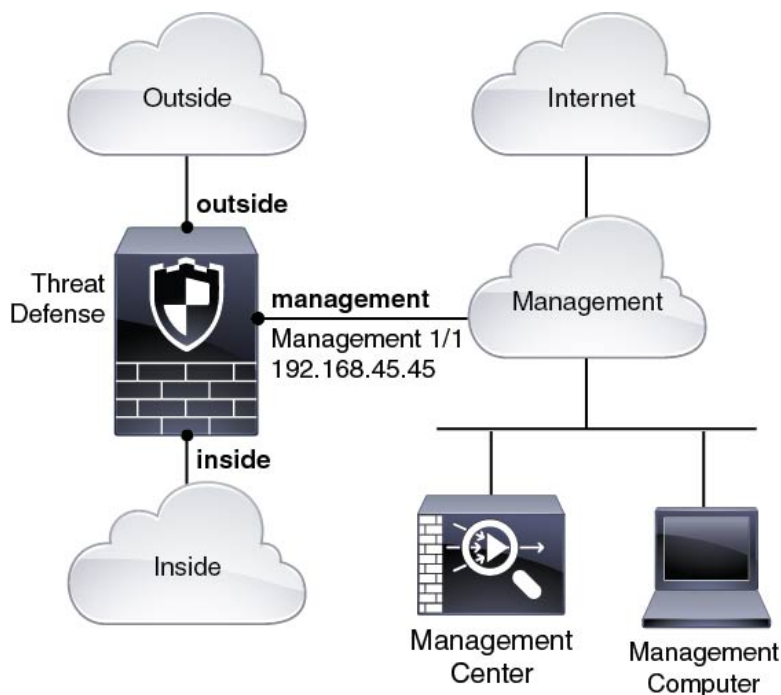 Outside
Internet
outside
Threat
Defense
management
Management 1/1
192.168.45.45
Management
inside
Inside
Management
Center
Management
Computer